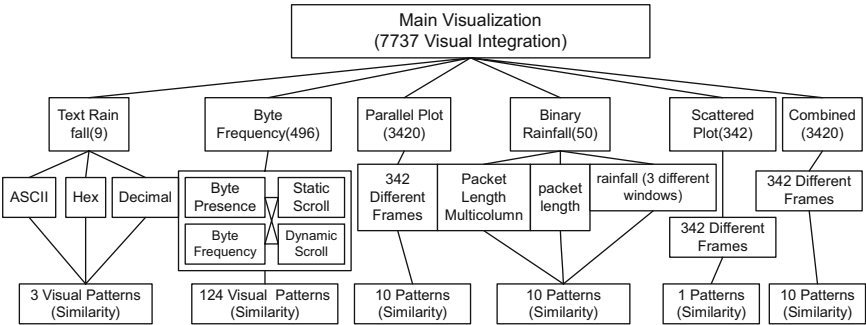 Main Visualization
(7737 Visual Integration)
Text Rain
fall(9)
Byte
Frequency(496)
Parallel Plot
(3420)
Binary
Rainfall(50)
Scattered
Plot(342)
Combined
(3420)
ASCII
Hex
Decimal
Byte
Presence
Static
Scroll
Byte
Frequency
Dynamic
Scroll
342
Different
Frames
Packet
Length
Multicolumn
packet
length
rainfall (3 different
windows)
342 Different
Frames
342 Different
Frames
3 Visual Patterns
(Similarity)
124 Visual Patterns
(Similarity)
10 Patterns
(Similarity)
10 Patterns
(Similarity)
1 Patterns
(Similarity)
10 Patterns
(Similarity)